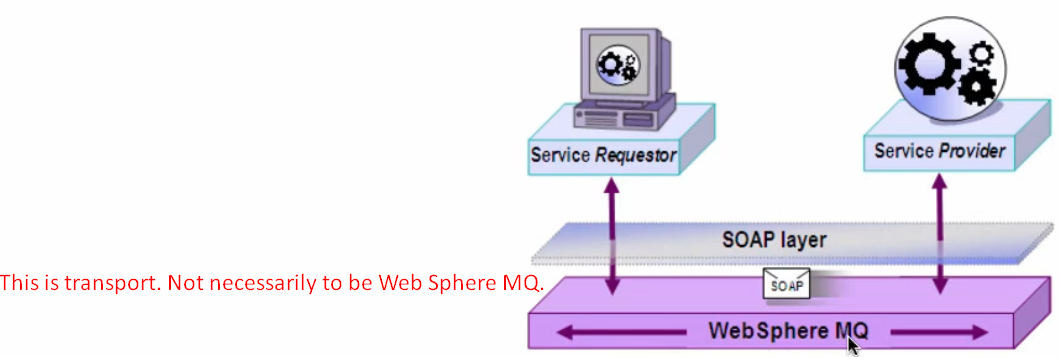 Service Requestor
Service Provider
SOAP layer
This is transport. Not necessarily to be Web Sphere MQ.
SOAP
WebSphere MQ